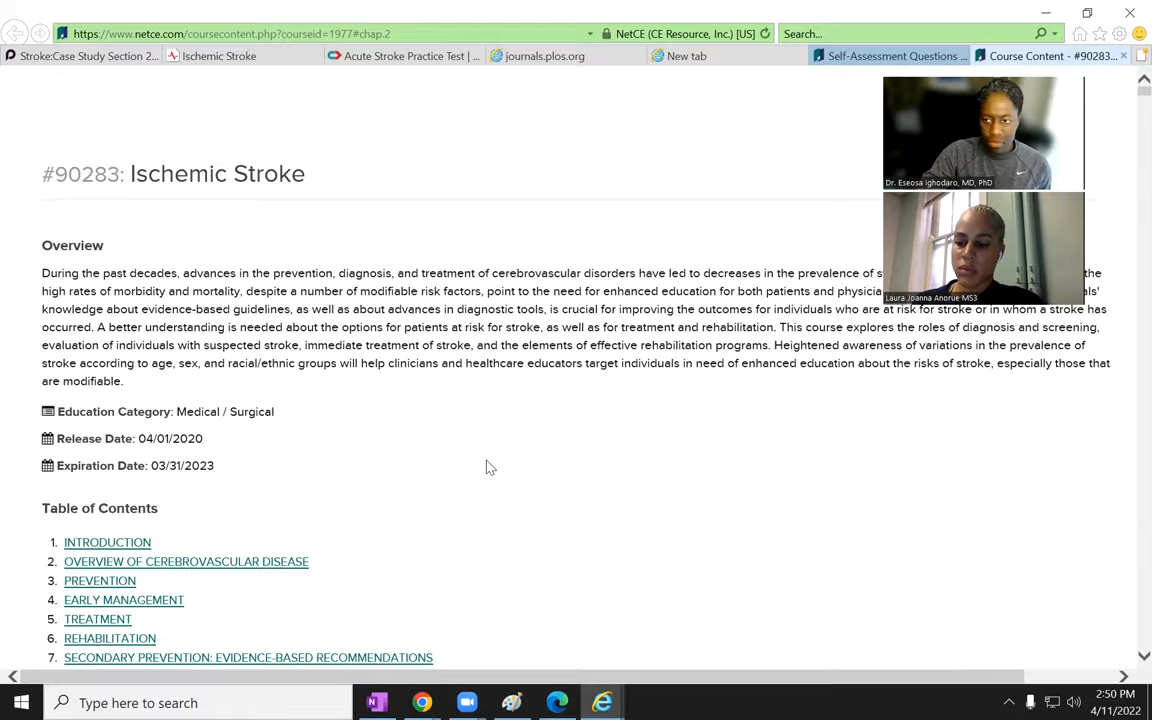 https://www.netce.com/coursecontent.php?courseid=1977#chap.2
NetCE (CE Resource, Inc.) [US]
Search...
Stroke:Case Study Section 2...
Ischemic Stroke
Acute Stroke Practice Test | ...
journals.plos.org
New tab
Self-Assessment Questions ...
Course Content - #90283...
#90283: Ischemic Stroke
Dr. Eseosa Ighodaro, MD, PhD
Laura Joanna Anorue MS3
Overview
During the past decades, advances in the prevention, diagnosis, and treatment of cerebrovascular disorders have led to decreases in the prevalence of s the
high rates of morbidity and mortality, despite a number of modifiable risk factors, point to the need for enhanced education for both patients and physicia als'
knowledge about evidence-based guidelines, as well as about advances in diagnostic tools, is crucial for improving the outcomes for individuals who are at risk for stroke or in whom a stroke has
occurred. A better understanding is needed about the options for patients at risk for stroke, as well as for treatment and rehabilitation. This course explores the roles of diagnosis and screening,
evaluation of individuals with suspected stroke, immediate treatment of stroke, and the elements of effective rehabilitation programs. Heightened awareness of variations in the prevalence of
stroke according to age, sex, and racial/ethnic groups will help clinicians and healthcare educators target individuals in need of enhanced education about the risks of stroke, especially those that
are modifiable.
Education Category: Medical / Surgical
Release Date: 04/01/2020
Expiration Date: 03/31/2023
Table of Contents
1. INTRODUCTION
2. OVERVIEW OF CEREBROVASCULAR DISEASE
3. PREVENTION
4. EARLY MANAGEMENT
5. TREATMENT
6. REHABILITATION
7. SECONDARY PREVENTION: EVIDENCE-BASED RECOMMENDATIONS
Type here to search
2:50 PM
4/11/2022